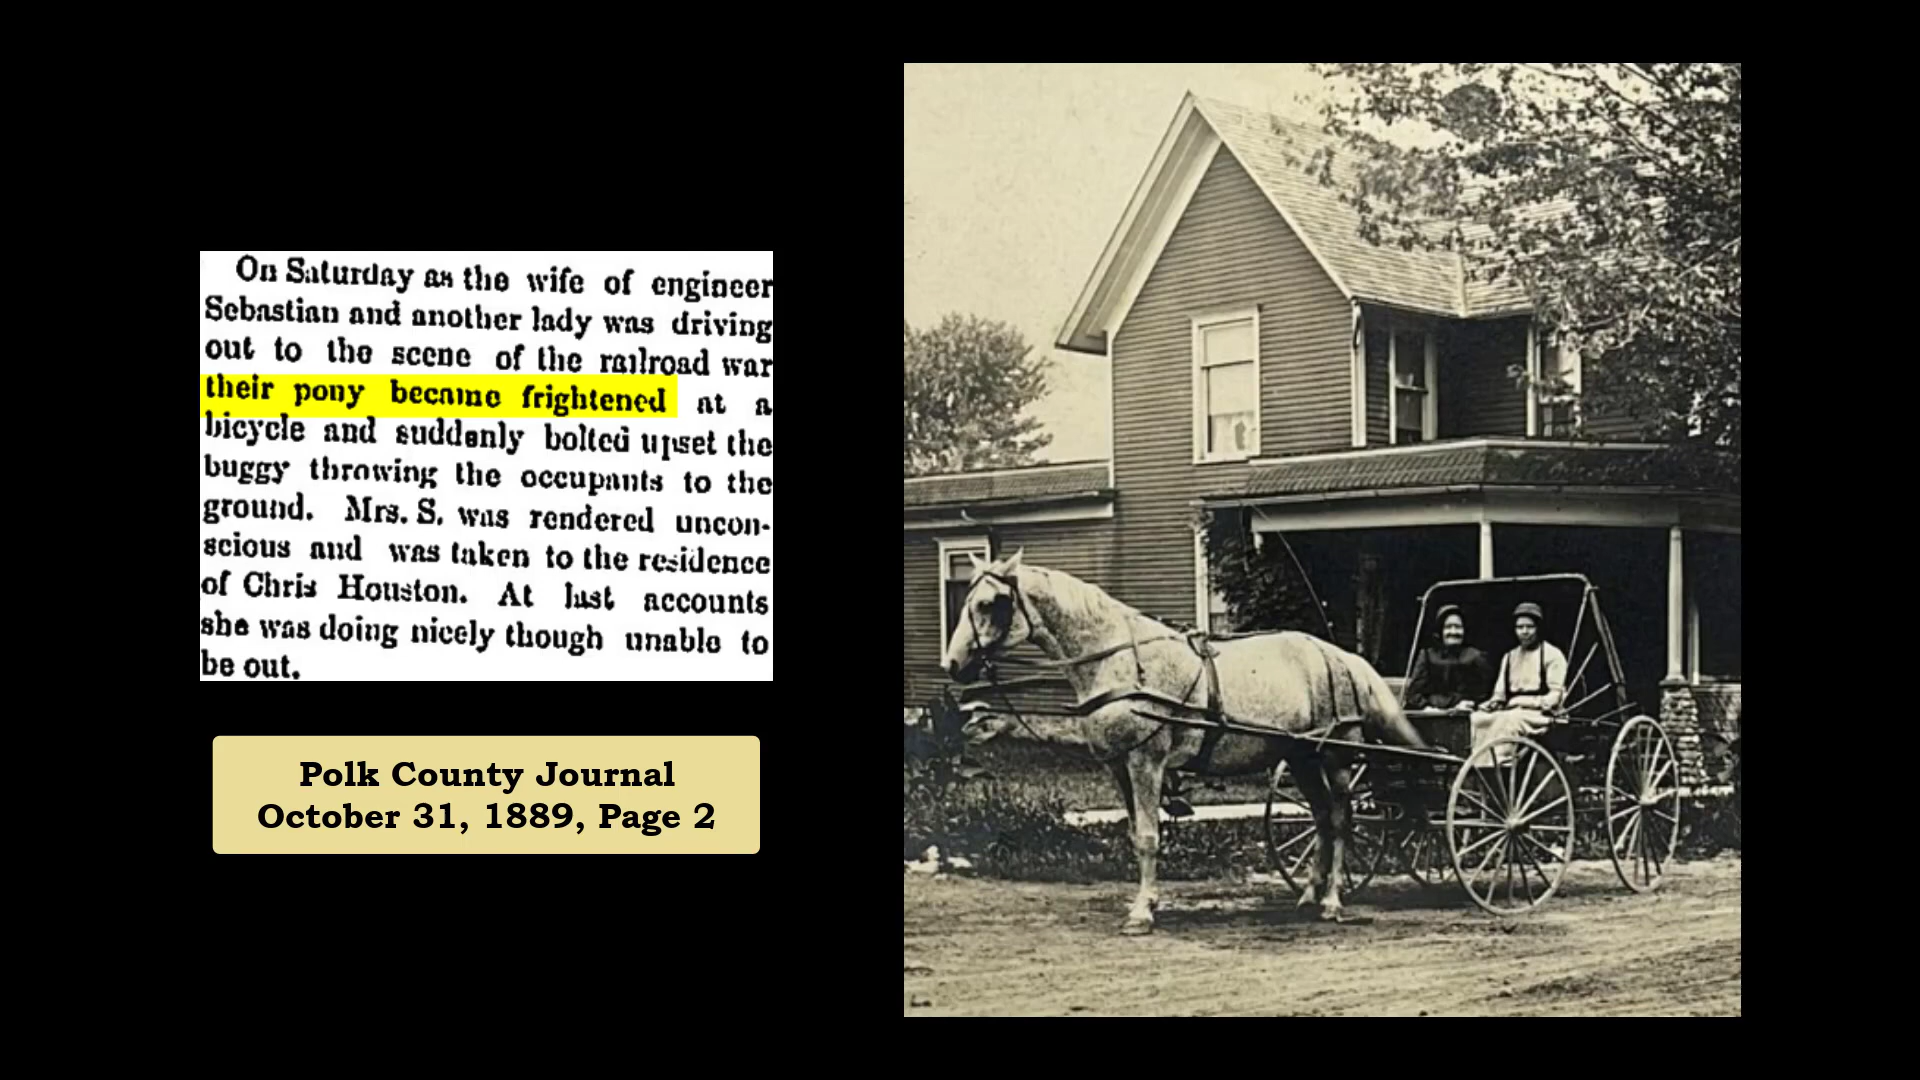 On Saturday as the wife of engineer
Sebastian and another lady was driving
out to the scene of the railroad war
their pony became frightened at a
bicycle and suddenly bolted upset the
buggy throwing the occupants to the
ground. Mrs. S. was rendered uncon-
scious and was taken to the residence
of Chris Houston. At last accounts
she was doing nicely though unable to
be out.
Polk County Journal
October 31, 1889, Page 2